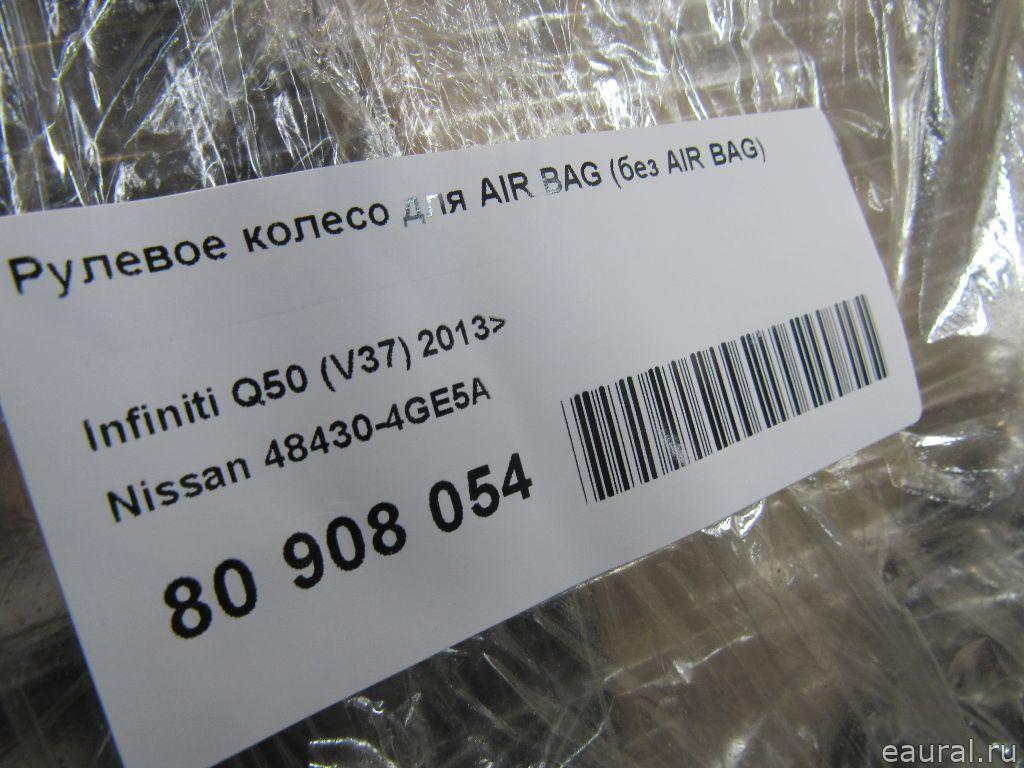 Рулевое колесо для AIR BAG (без AIR BAG)
Infiniti Q50 (V37) 2013>
Nissan 48430-4GE5A
80 908 054
eaural.ru